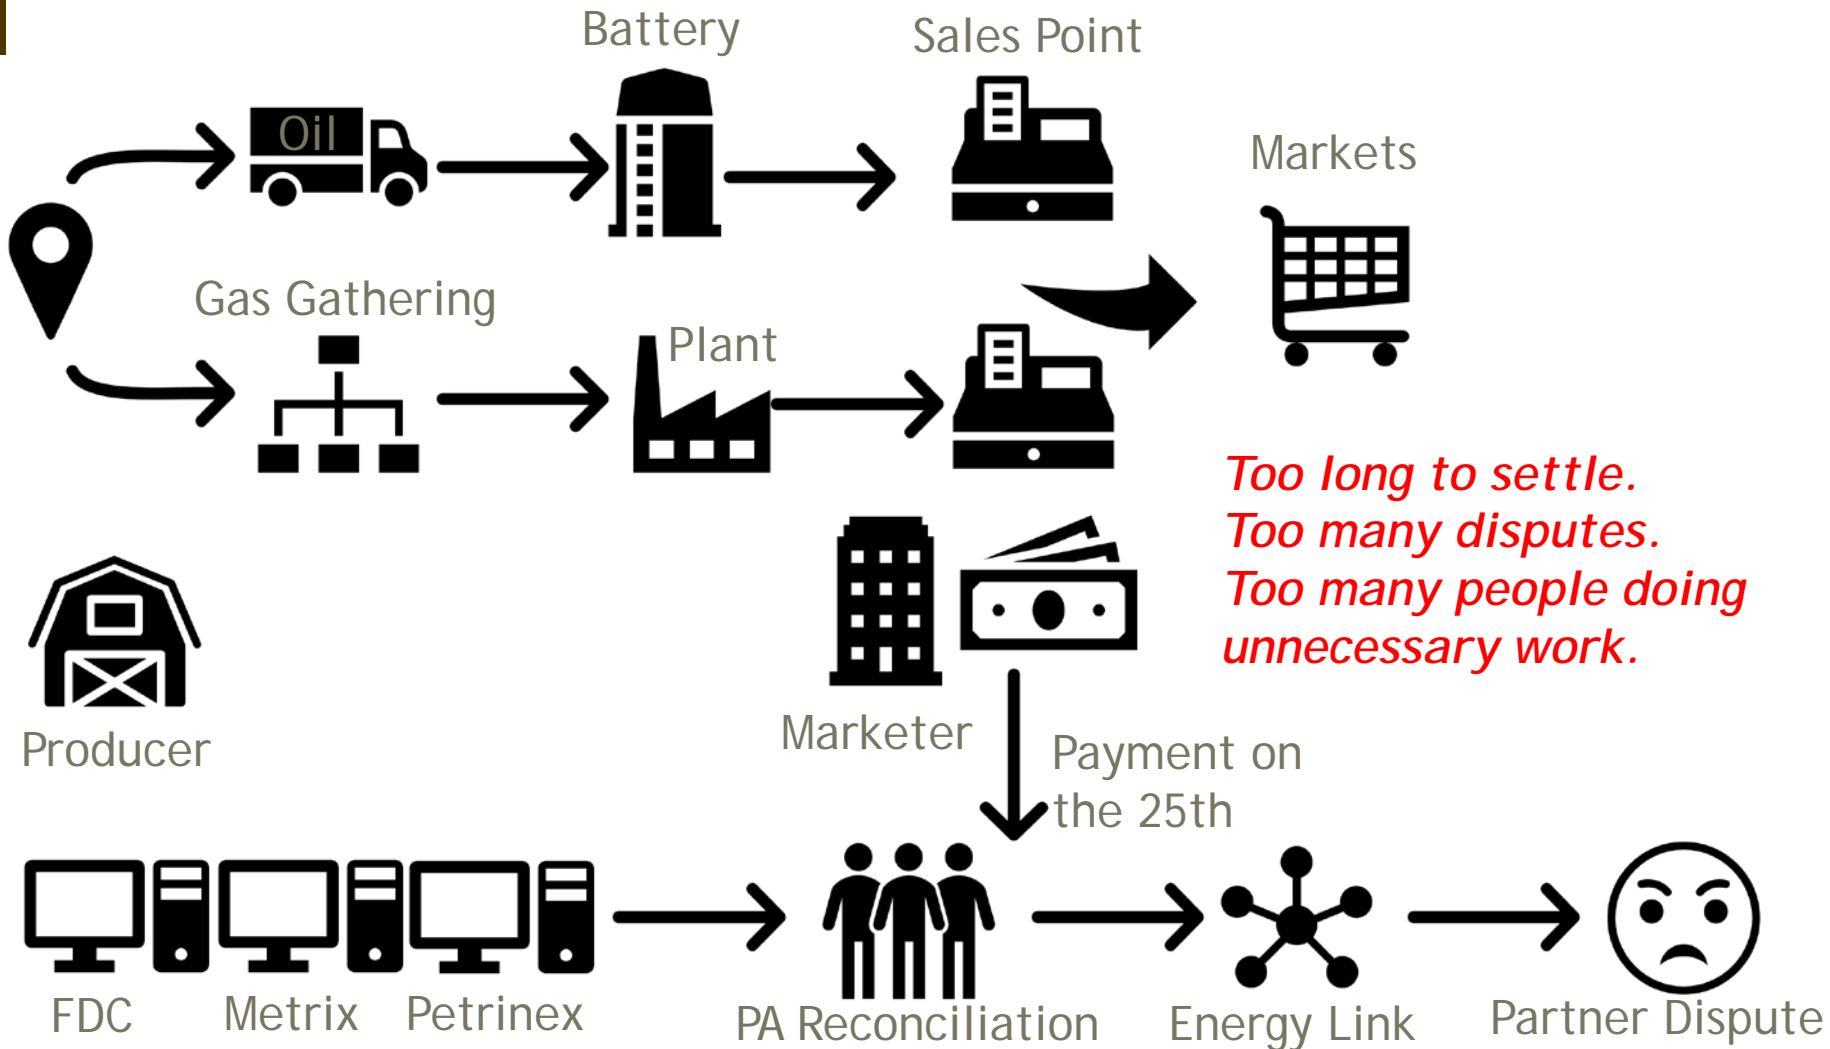 Battery
Sales Point
Oil
Markets
Gas Gathering
Plant
Too long to settle.
Too many disputes.
Too many people doing
unnecessary work.
Producer
Marketer
Payment on
the 25th
FDC
Metrix
Petrinex
PA Reconciliation
Energy Link
Partner Dispute